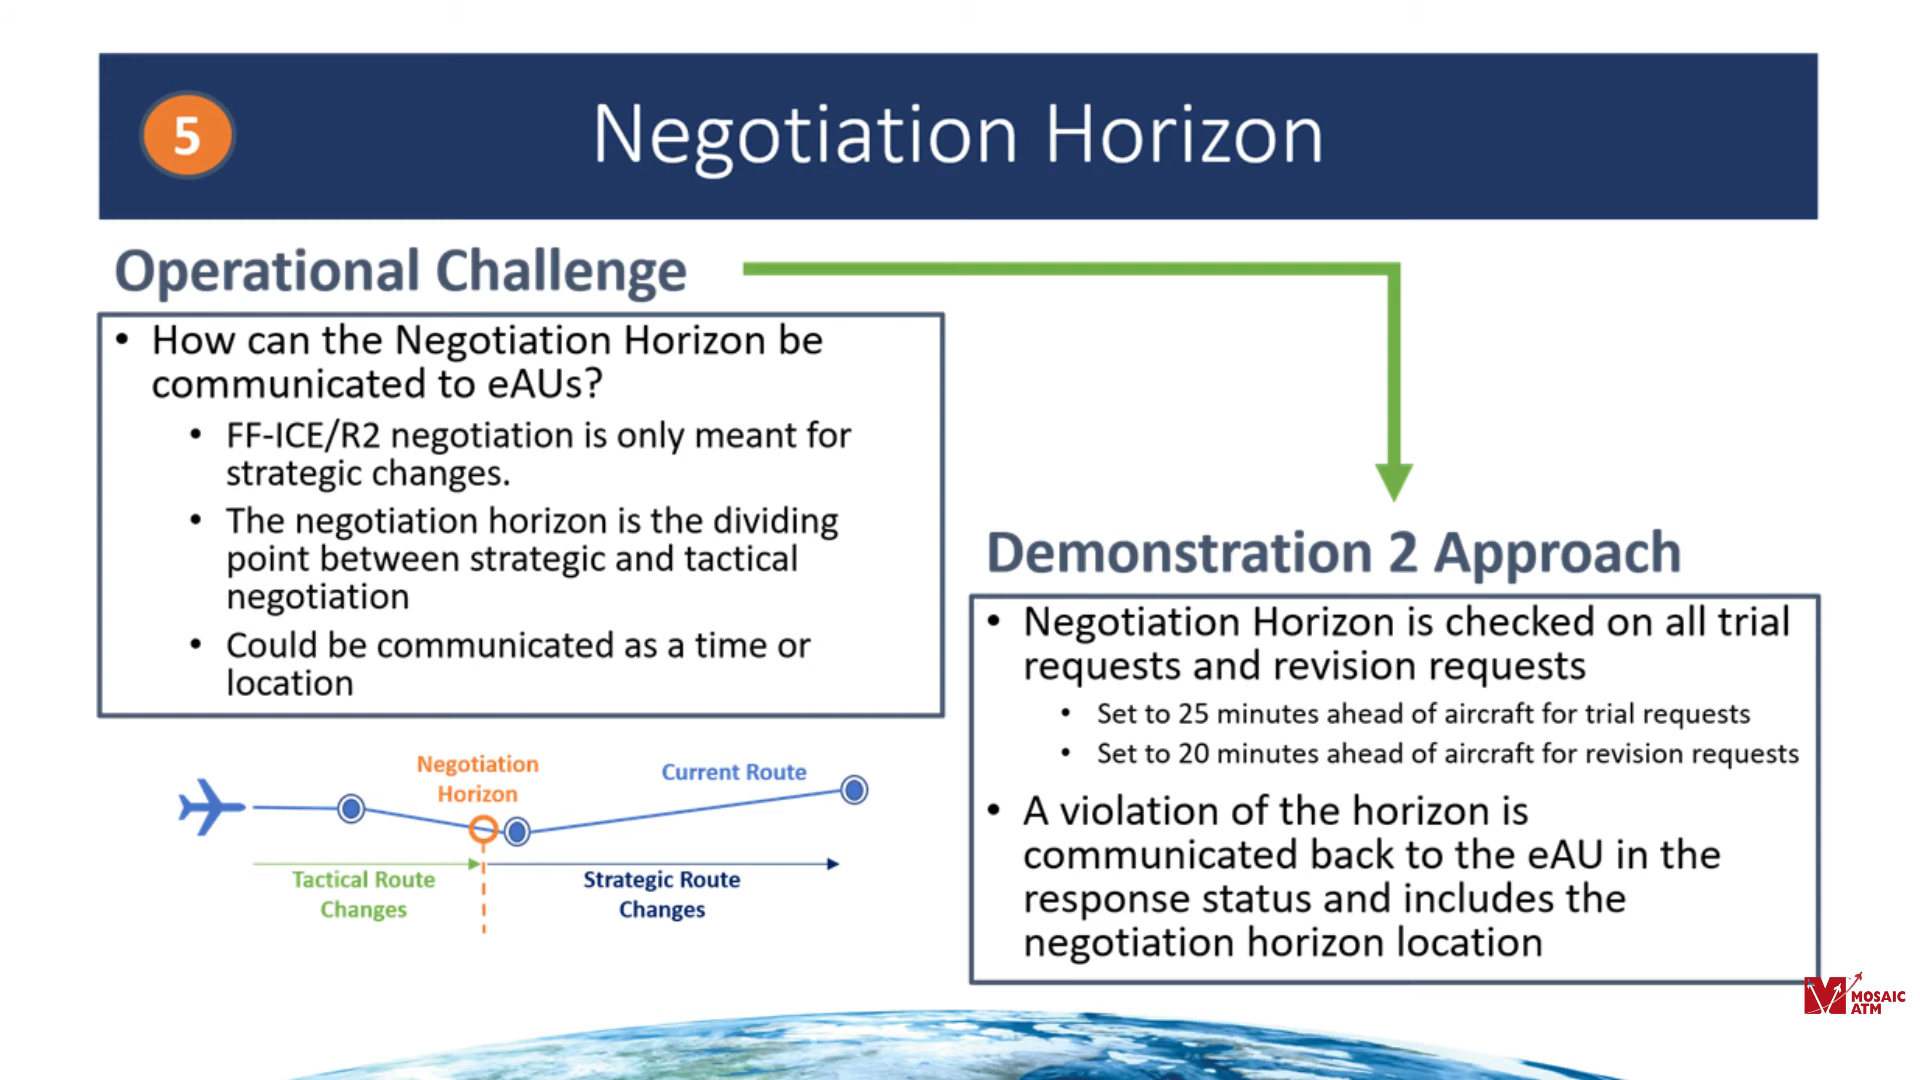 5
Negotiation Horizon
Operational Challenge
• How can the Negotiation Horizon be
communicated to eAUs?
• FF-ICE/R2 negotiation is only meant for
strategic changes.
• The negotiation horizon is the dividing
point between strategic and tactical
negotiation
• Could be communicated as a time or
location
Negotiation
Horizon
Current Route
Tactical Route
Changes
Strategic Route
Changes
Demonstration 2 Approach
• Negotiation Horizon is checked on all trial
requests and revision requests
• Set to 25 minutes ahead of aircraft for trial requests
• Set to 20 minutes ahead of aircraft for revision requests
• A violation of the horizon is
communicated back to the eAU in the
response status and includes the
negotiation horizon location
MOSAIC
ATM